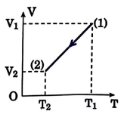 V
V₁ (1)
V₂ (2)
O T₂ T₁ T